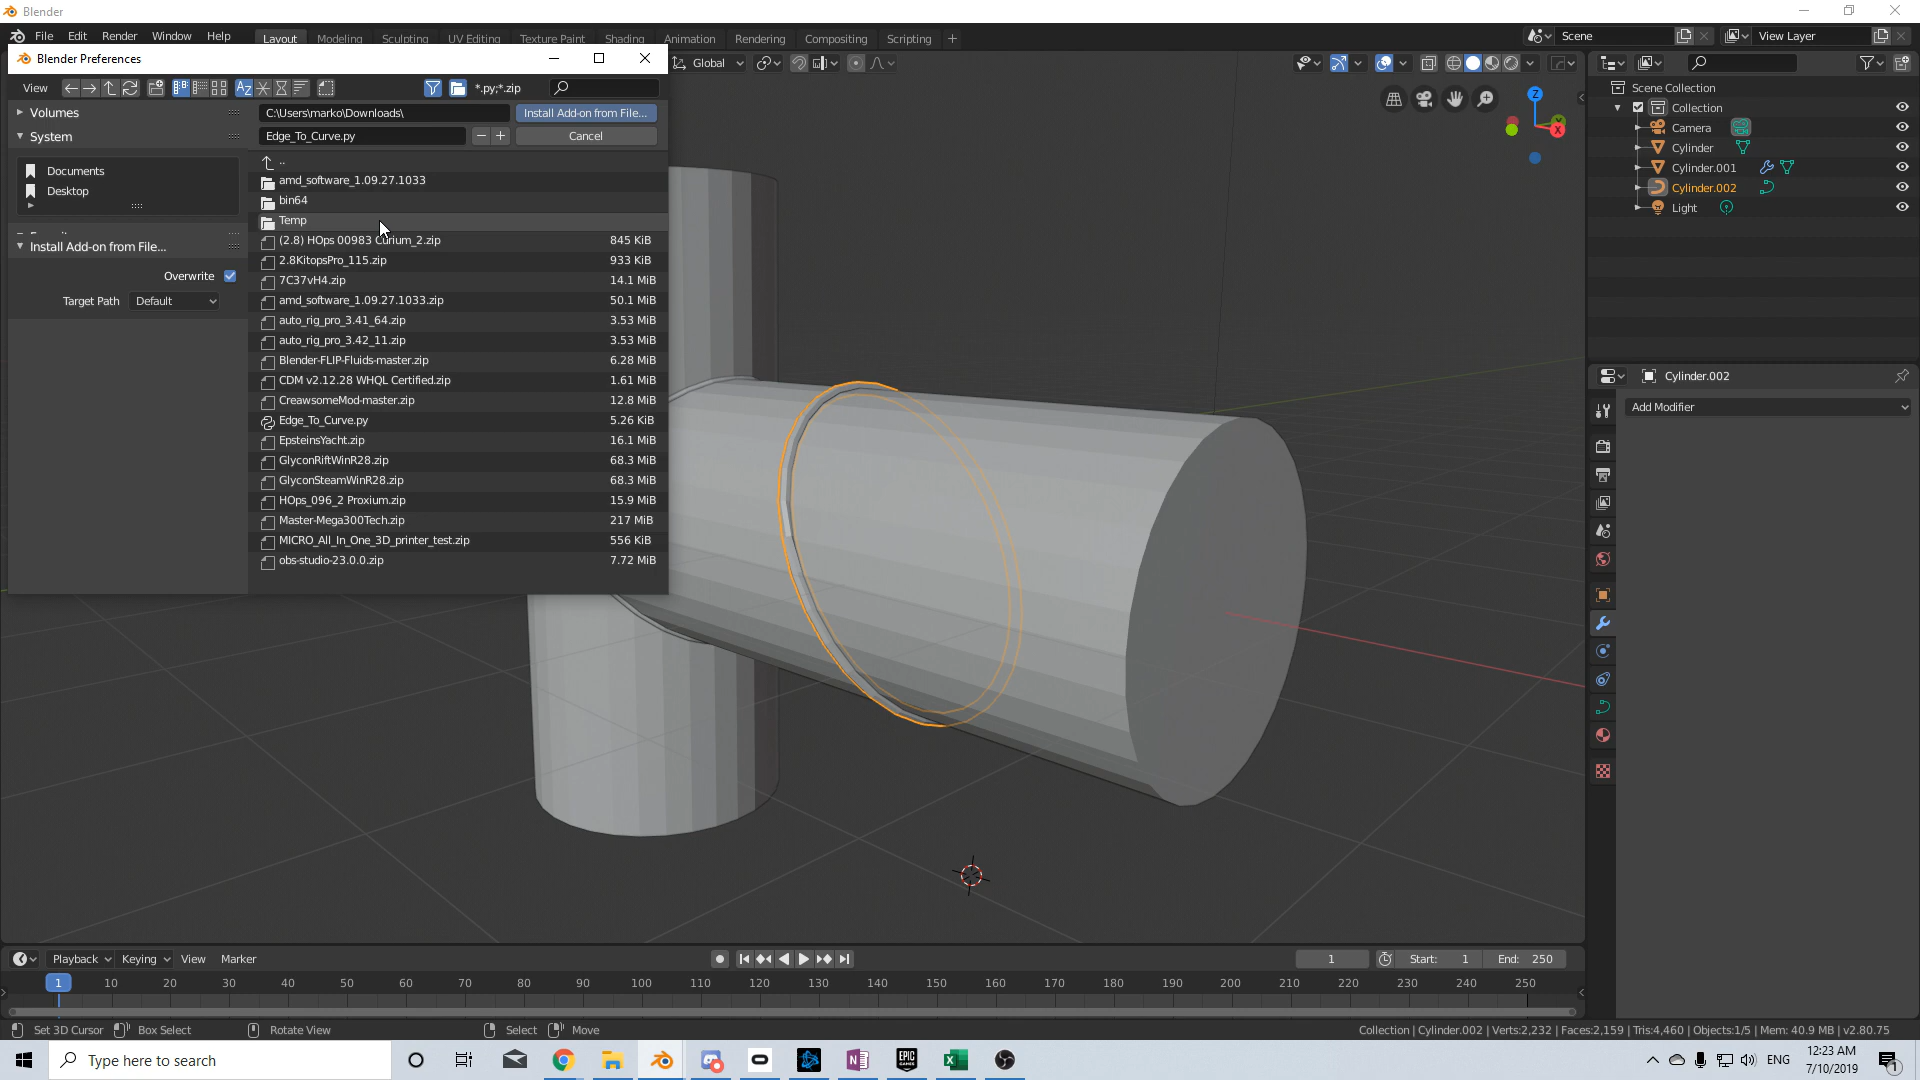 Blender
File Edit Render Window Help
Layout Modeling Sculpting UV Editing Texture Paint Shading Animation Rendering Compositing Scripting
Scene
View Layer
Blender Preferences
Global
View
*.py;*.zip
Volumes
C:\Users\marko\Downloads\
Install Add-on from File...
System
Edge_To_Curve.py
Cancel
Documents
Desktop
Install Add-on from File...
Overwrite
Target Path Default
..
amd_software_1.09.27.1033
bin64
Temp
(2.8) HOps 00983 Curium_2.zip 845 KiB
2.8KitopsPro_115.zip 933 KiB
7C37vH4.zip 14.1 MiB
amd_software_1.09.27.1033.zip 50.1 MiB
auto_rig_pro_3.41_64.zip 3.53 MiB
auto_rig_pro_3.42_11.zip 3.53 MiB
Blender-FLIP-Fluids-master.zip 6.28 MiB
CDM v2.12.28 WHQL Certified.zip 1.61 MiB
CreawsomeMod-master.zip 12.8 MiB
Edge_To_Curve.py 5.26 KiB
EpsteinsYacht.zip 16.1 MiB
GlyconRiftWinR28.zip 68.3 MiB
GlyconSteamWinR28.zip 68.3 MiB
HOps_096_2 Proxium.zip 15.9 MiB
Master-Mega300Tech.zip 217 MiB
MICRO_All_In_One_3D_printer_test.zip 556 KiB
obs-studio-23.0.0.zip 7.72 MiB
Z
X
Scene Collection
Collection
Camera
Cylinder
Cylinder.001
Cylinder.002
Light
Cylinder.002
Add Modifier
Playback Keying View Marker
1
Start: 1
End: 250
1 10 20 30 40 50 60 70 80 90 100 110 120 130 140 150 160 170 180 190 200 210 220 230 240 250
Set 3D Cursor Box Select Rotate View Select Move
Collection | Cylinder.002 | Verts:2,232 | Faces:2,159 | Tris:4,460 | Objects:1/5 | Mem: 40.9 MB | v2.80.75
Type here to search
EPIC GAMES
ENG
12:23 AM
7/10/2019
1